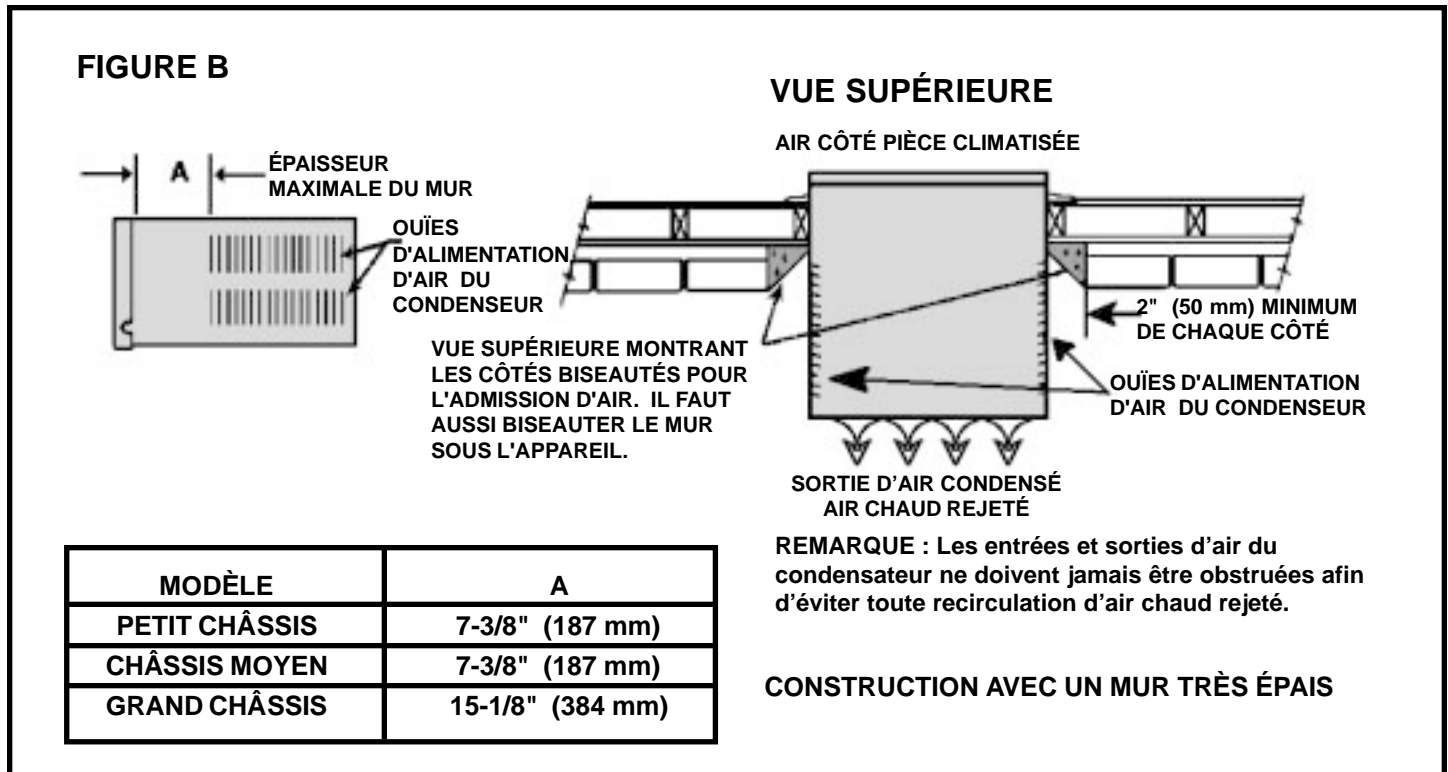 FIGURE B
A
ÉPAISSEUR
MAXIMALE DU MUR
OUÏES
D'ALIMENTATION
D'AIR DU
CONDENSEUR
VUE SUPÉRIEURE
AIR CÔTÉ PIÈCE CLIMATISÉE
2" (50 mm) MINIMUM
DE CHAQUE CÔTÉ
VUE SUPÉRIEURE MONTRANT
LES CÔTÉS BISEAUTÉS POUR
L'ADMISSION D'AIR. IL FAUT
AUSSI BISEAUTER LE MUR
SOUS L'APPAREIL.
OUÏES D'ALIMENTATION
D'AIR DU CONDENSEUR
SORTIE D’AIR CONDENSÉ
AIR CHAUD REJETÉ
REMARQUE : Les entrées et sorties d’air du
condensateur ne doivent jamais être obstruées afin
d’éviter toute recirculation d’air chaud rejeté.
CONSTRUCTION AVEC UN MUR TRÈS ÉPAIS
MODÈLE A
PETIT CHÂSSIS 7-3/8" (187 mm)
CHÂSSIS MOYEN 7-3/8" (187 mm)
GRAND CHÂSSIS 15-1/8" (384 mm)